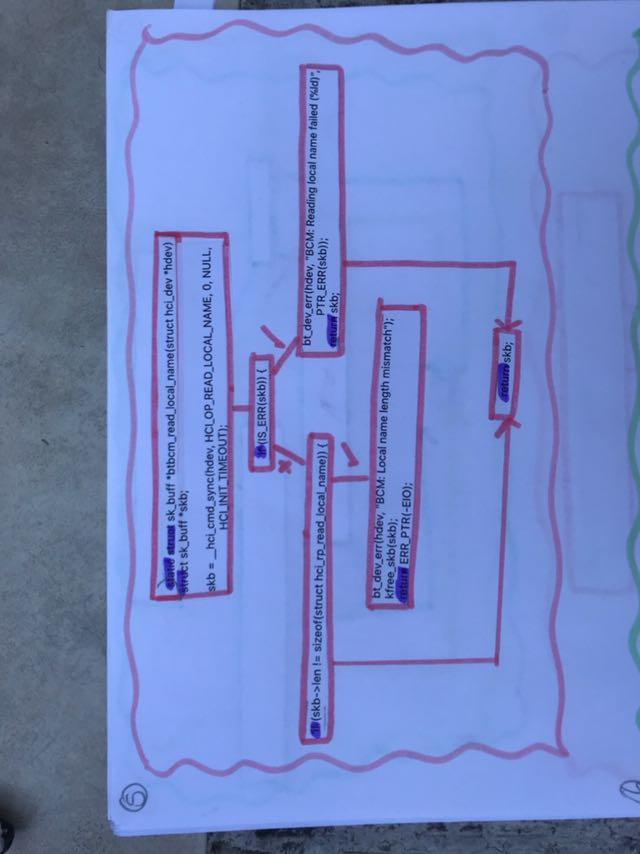 5
static struct sk_buff *btbcm_read_local_name(struct hci_dev *hdev)
struct sk_buff *skb;
skb = __hci_cmd_sync(hdev, HCI_OP_READ_LOCAL_NAME, 0, NULL,
HCI_INIT_TIMEOUT);
if (IS_ERR(skb)) {
if (skb->len != sizeof(struct hci_rp_read_local_name)) {
bt_dev_err(hdev, "BCM: Reading local name failed (%ld)",
PTR_ERR(skb));
return skb;
bt_dev_err(hdev, "BCM: Local name length mismatch");
kfree_skb(skb);
return ERR_PTR(-EIO);
return skb;